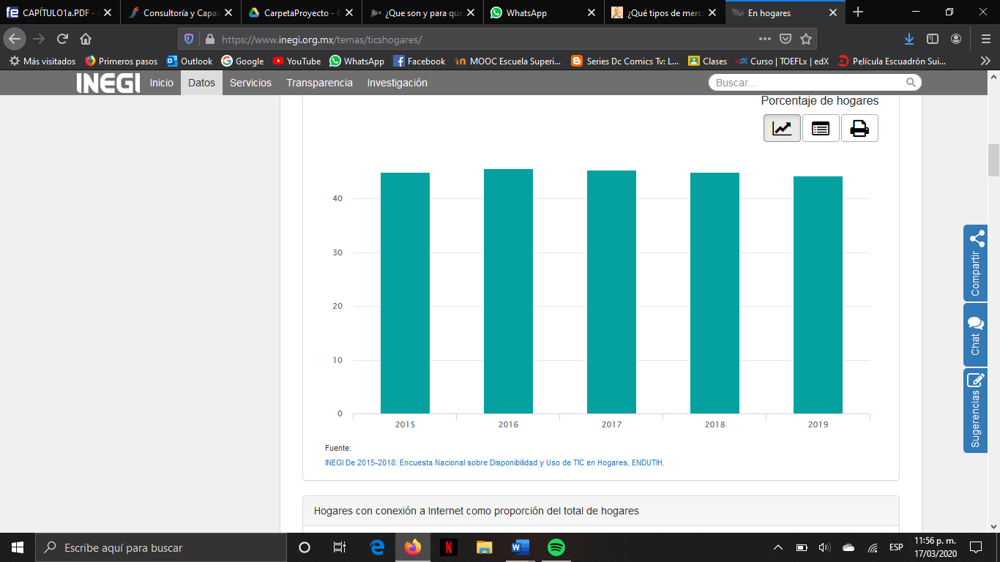 CAPÍTULO1a.PDF
Consultoría y Capac
CarpetaProyecto - G
¿Que son y para que
WhatsApp
¿Qué tipos de merca
En hogares
https://www.inegi.org.mx/temas/ticshogares/
Más visitados
Primeros pasos
Outlook
Google
YouTube
WhatsApp
Facebook
MOOC Escuela Superi...
Series Dc Comics Tv: L...
Clases
Curso | TOEFLx | edX
Película Escuadrón Sui...
INEGI
Inicio
Datos
Servicios
Transparencia
Investigación
Buscar...
Porcentaje de hogares
40
30
20
10
0
2015
2016
2017
2018
2019
Fuente:
INEGI De 2015-2018: Encuesta Nacional sobre Disponibilidad y Uso de TIC en Hogares, ENDUTIH.
Hogares con conexión a Internet como proporción del total de hogares
Compartir
Chat
Sugerencias
Escribe aquí para buscar
ESP
11:56 p. m.
17/03/2020